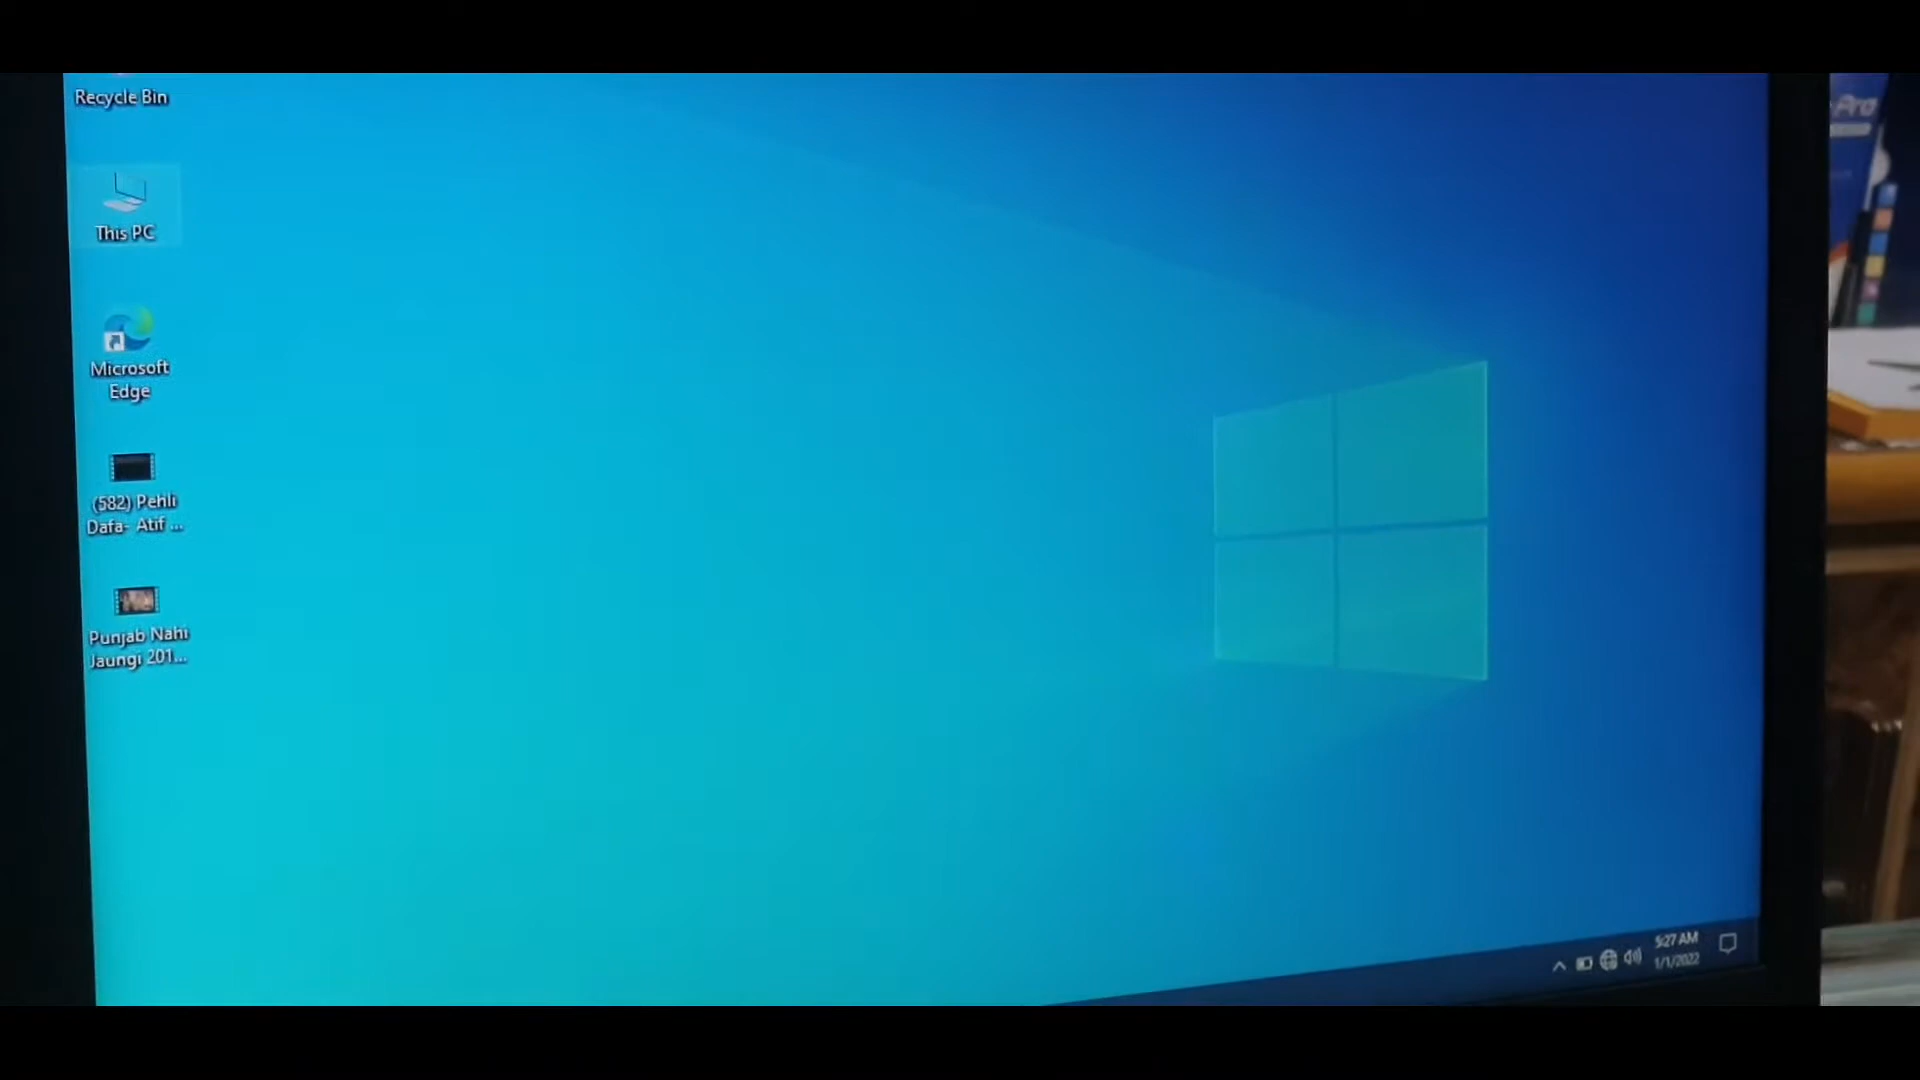 Recycle Bin
This PC
Microsoft
Edge
(582) Pehli
Dafa- Atif ...
Punjab Nahi
Jaungi 201...
5:27 AM
1/1/2022
Pro